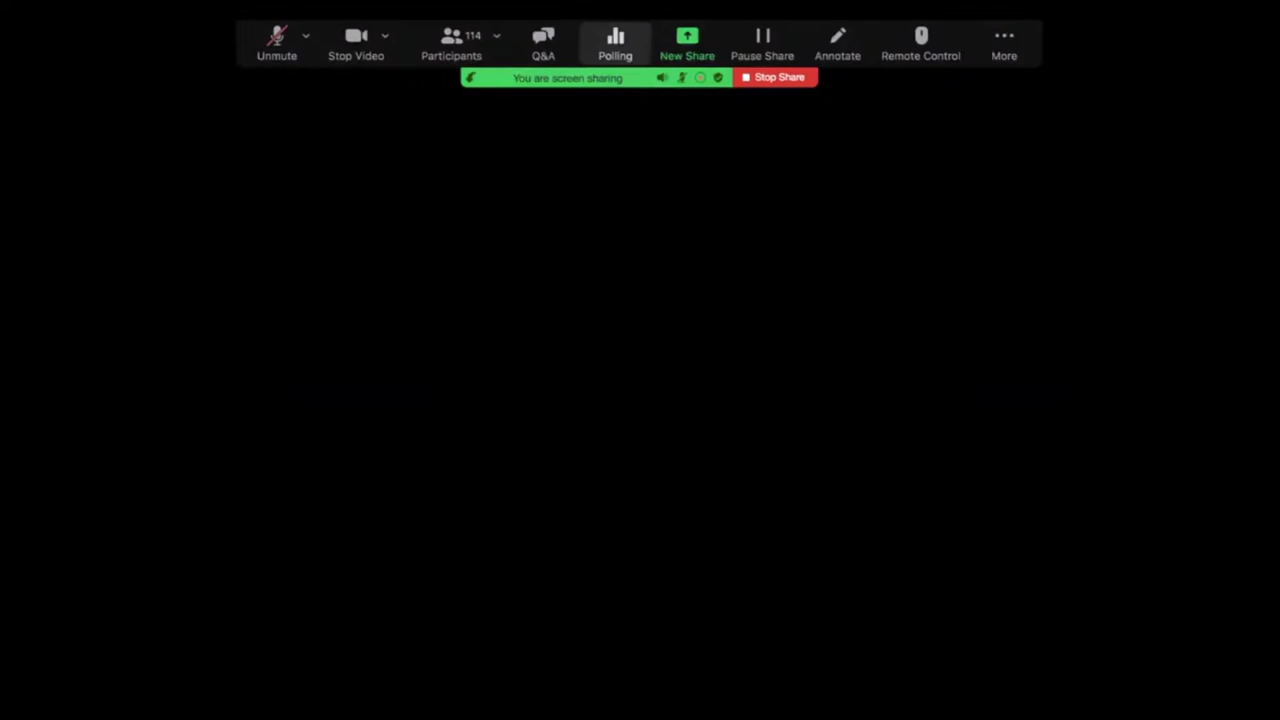 Unmute
Stop Video
114
Participants
Q&A
Polling
New Share
Pause Share
Annotate
Remote Control
More
You are screen sharing
Stop Share